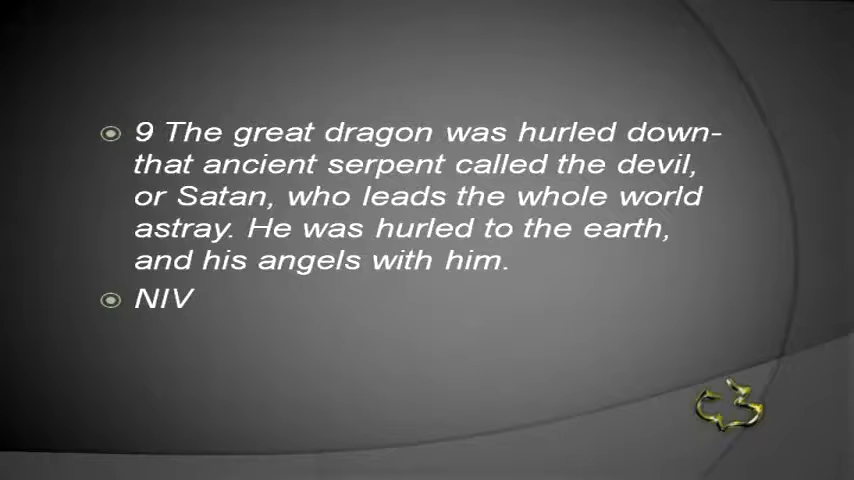 9 The great dragon was hurled down-
that ancient serpent called the devil,
or Satan, who leads the whole world
astray. He was hurled to the earth,
and his angels with him.
NIV